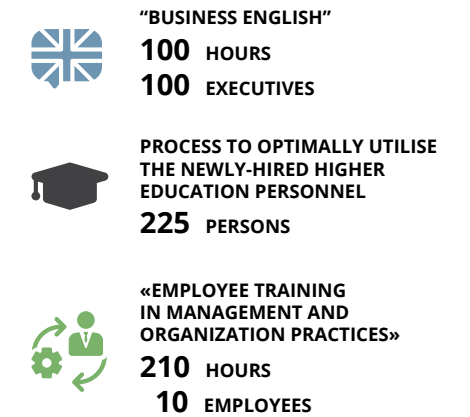 “BUSINESS ENGLISH”
100 HOURS
100 EXECUTIVES
PROCESS TO OPTIMALLY UTILISE
THE NEWLY-HIRED HIGHER
EDUCATION PERSONNEL
225 PERSONS
«EMPLOYEE TRAINING
IN MANAGEMENT AND
ORGANIZATION PRACTICES»
210 HOURS
10 EMPLOYEES